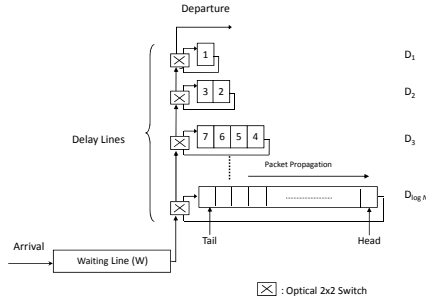 Departure
1
D1
3 2
D2
Delay Lines
7 6 5 4
D3
Packet Propagation
Dlog N
Tail
Head
Arrival
Waiting Line (W)
: Optical 2x2 Switch